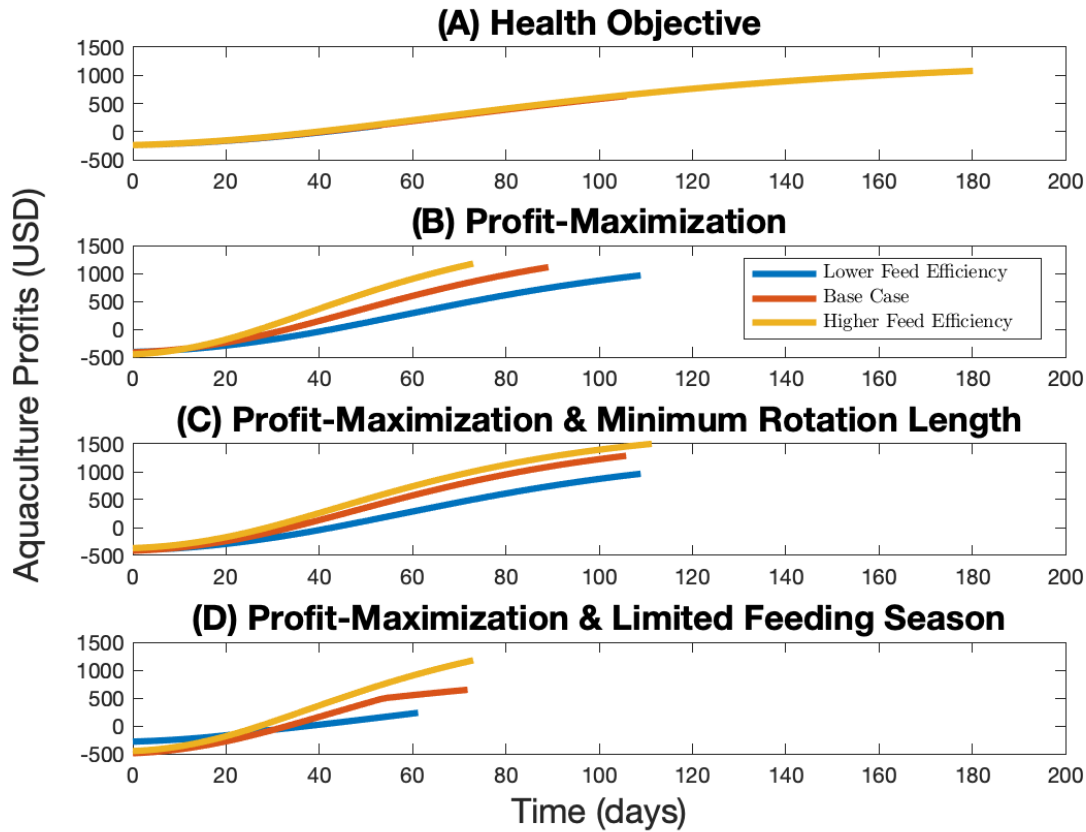 (A) Health Objective
1500
1000
500
0
-500
0 20 40 60 80 100 120 140 160 180 200
(B) Profit-Maximization
1500
1000
500
0
-500
0 20 40 60 80 100 120 140 160 180 200
Lower Feed Efficiency
Base Case
Higher Feed Efficiency
(C) Profit-Maximization & Minimum Rotation Length
1500
1000
500
0
-500
0 20 40 60 80 100 120 140 160 180 200
(D) Profit-Maximization & Limited Feeding Season
1500
1000
500
0
-500
0 20 40 60 80 100 120 140 160 180 200
Time (days)
Aquaculture Profits (USD)